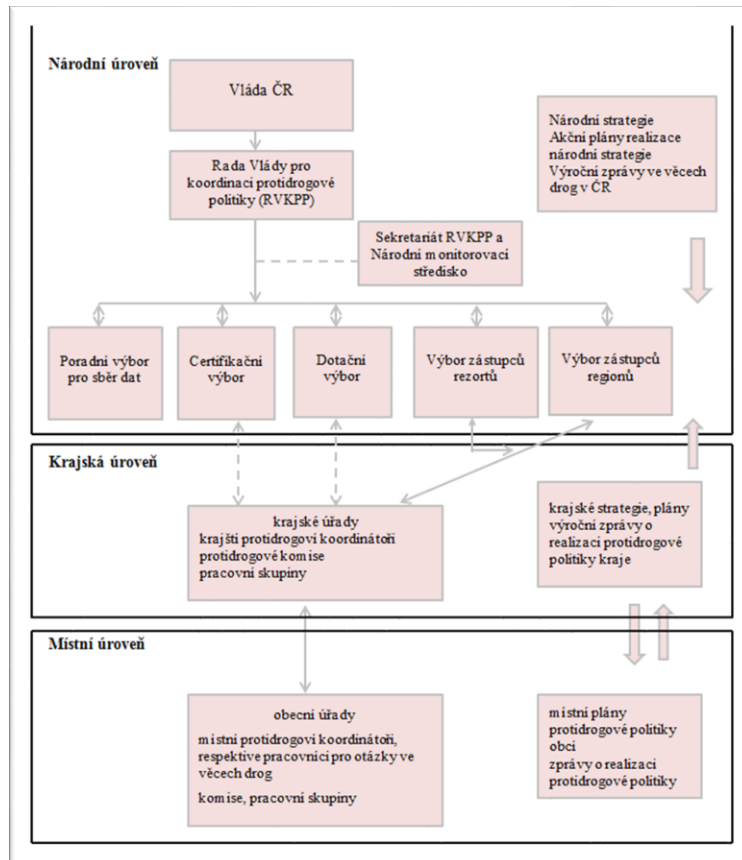 Národní úroveň
Vláda ČR
Rada Vlády pro
koordinaci protidrogové
politiky (RVKPP)
Národní strategie
Akční plány realizace
národní strategie
Výroční zprávy ve věcech
drog v ČR
Sekretariát RVKPP a
Národní monitorovací
středisko
Poradní výbor
pro sběr dat
Certifikační
výbor
Dotační
výbor
Výbor zástupců
rezortů
Výbor zástupců
regionů
Krajská úroveň
krajské úřady
krajští protidrogoví koordinátoři
protidrogové komise
pracovní skupiny
krajské strategie, plány
výroční zprávy o
realizaci protidrogové
politiky kraje
Místní úroveň
obecní úřady
místní protidrogoví koordinátoři,
respektive pracovníci pro otázky ve
věcech drog
komise, pracovní skupiny
místní plány
protidrogové politiky
obcí
zprávy o realizaci
protidrogové politiky